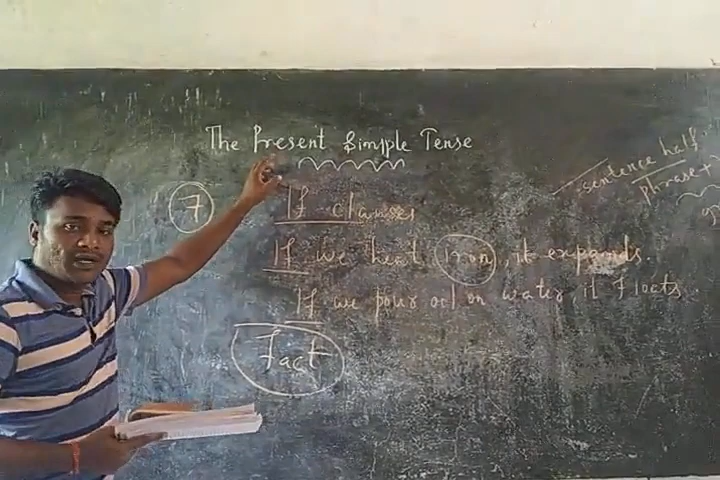 The Present Simple Tense
7 If clauses
If we heat iron, it expands.
If we pour oil on water, it floats
Fact
sentence half
phrase +